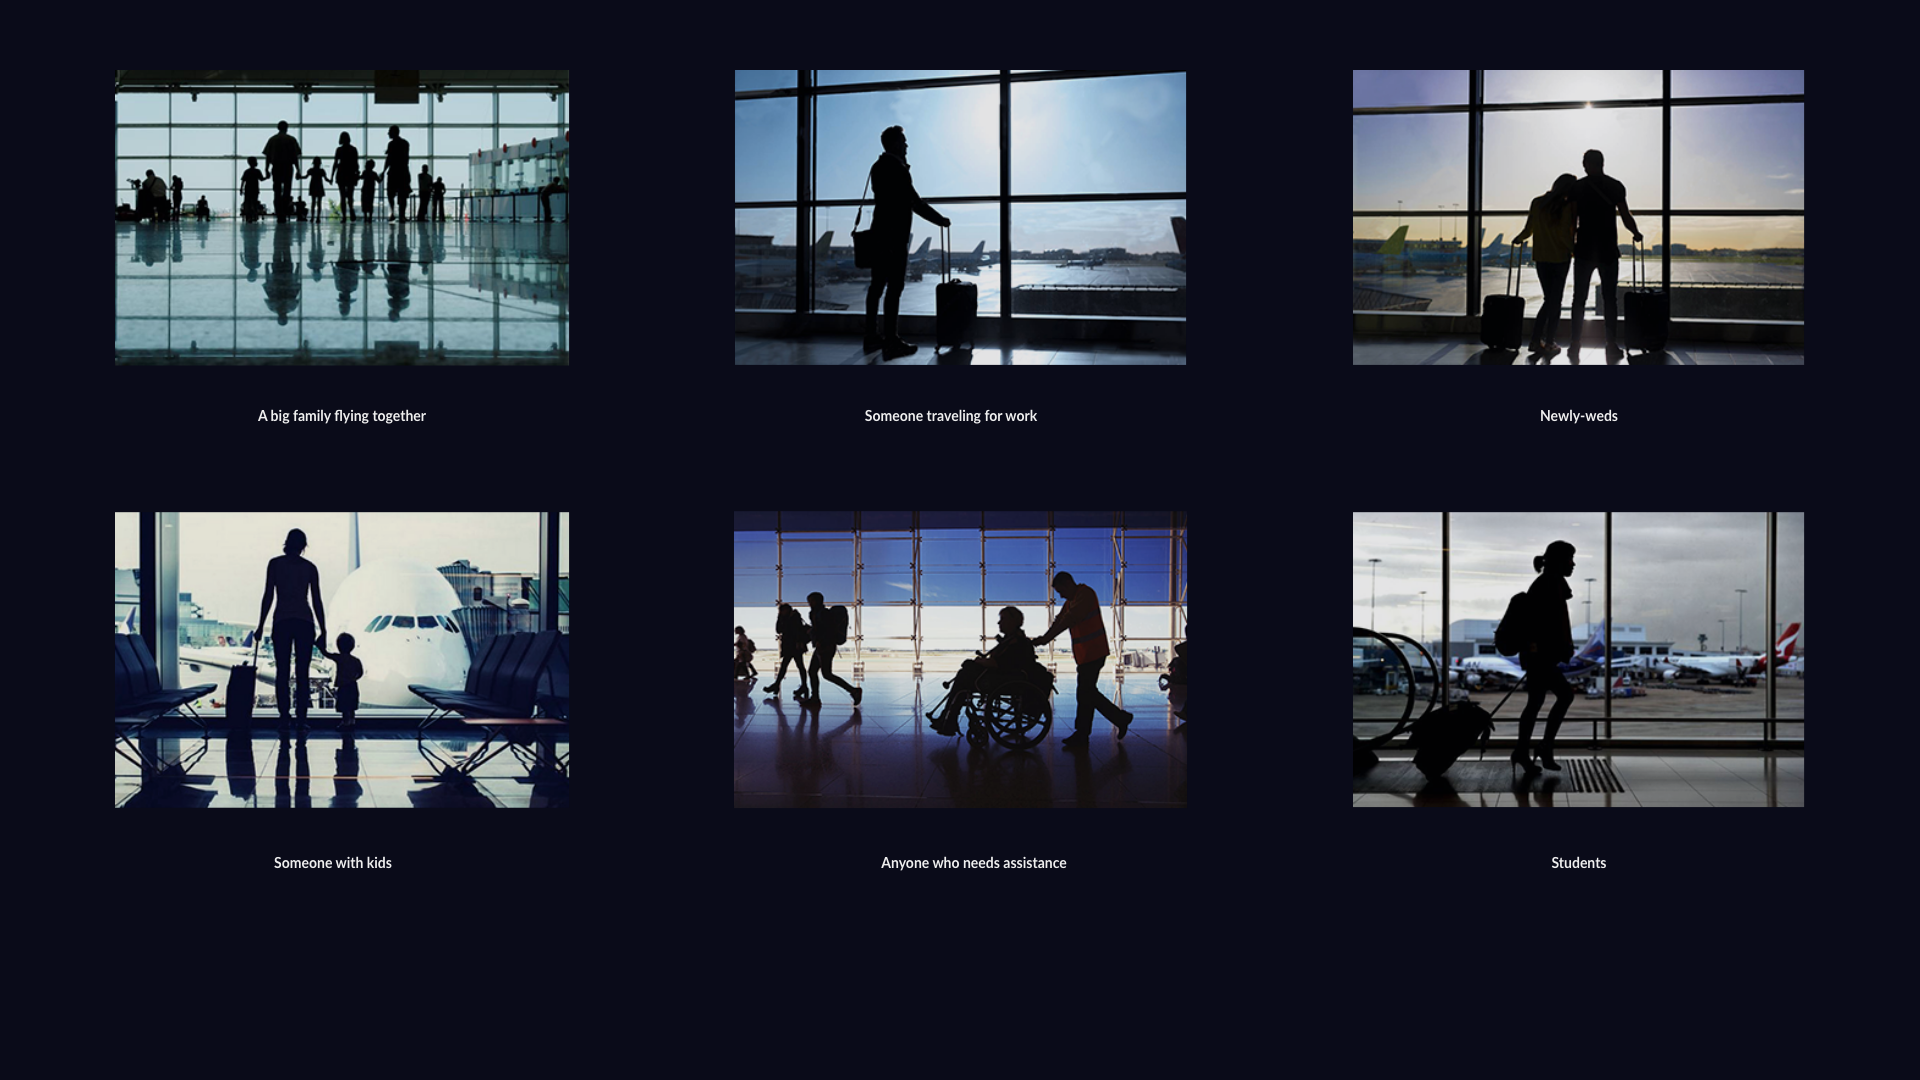 A big family flying together
Someone traveling for work
Newly-weds
Someone with kids
Anyone who needs assistance
Students